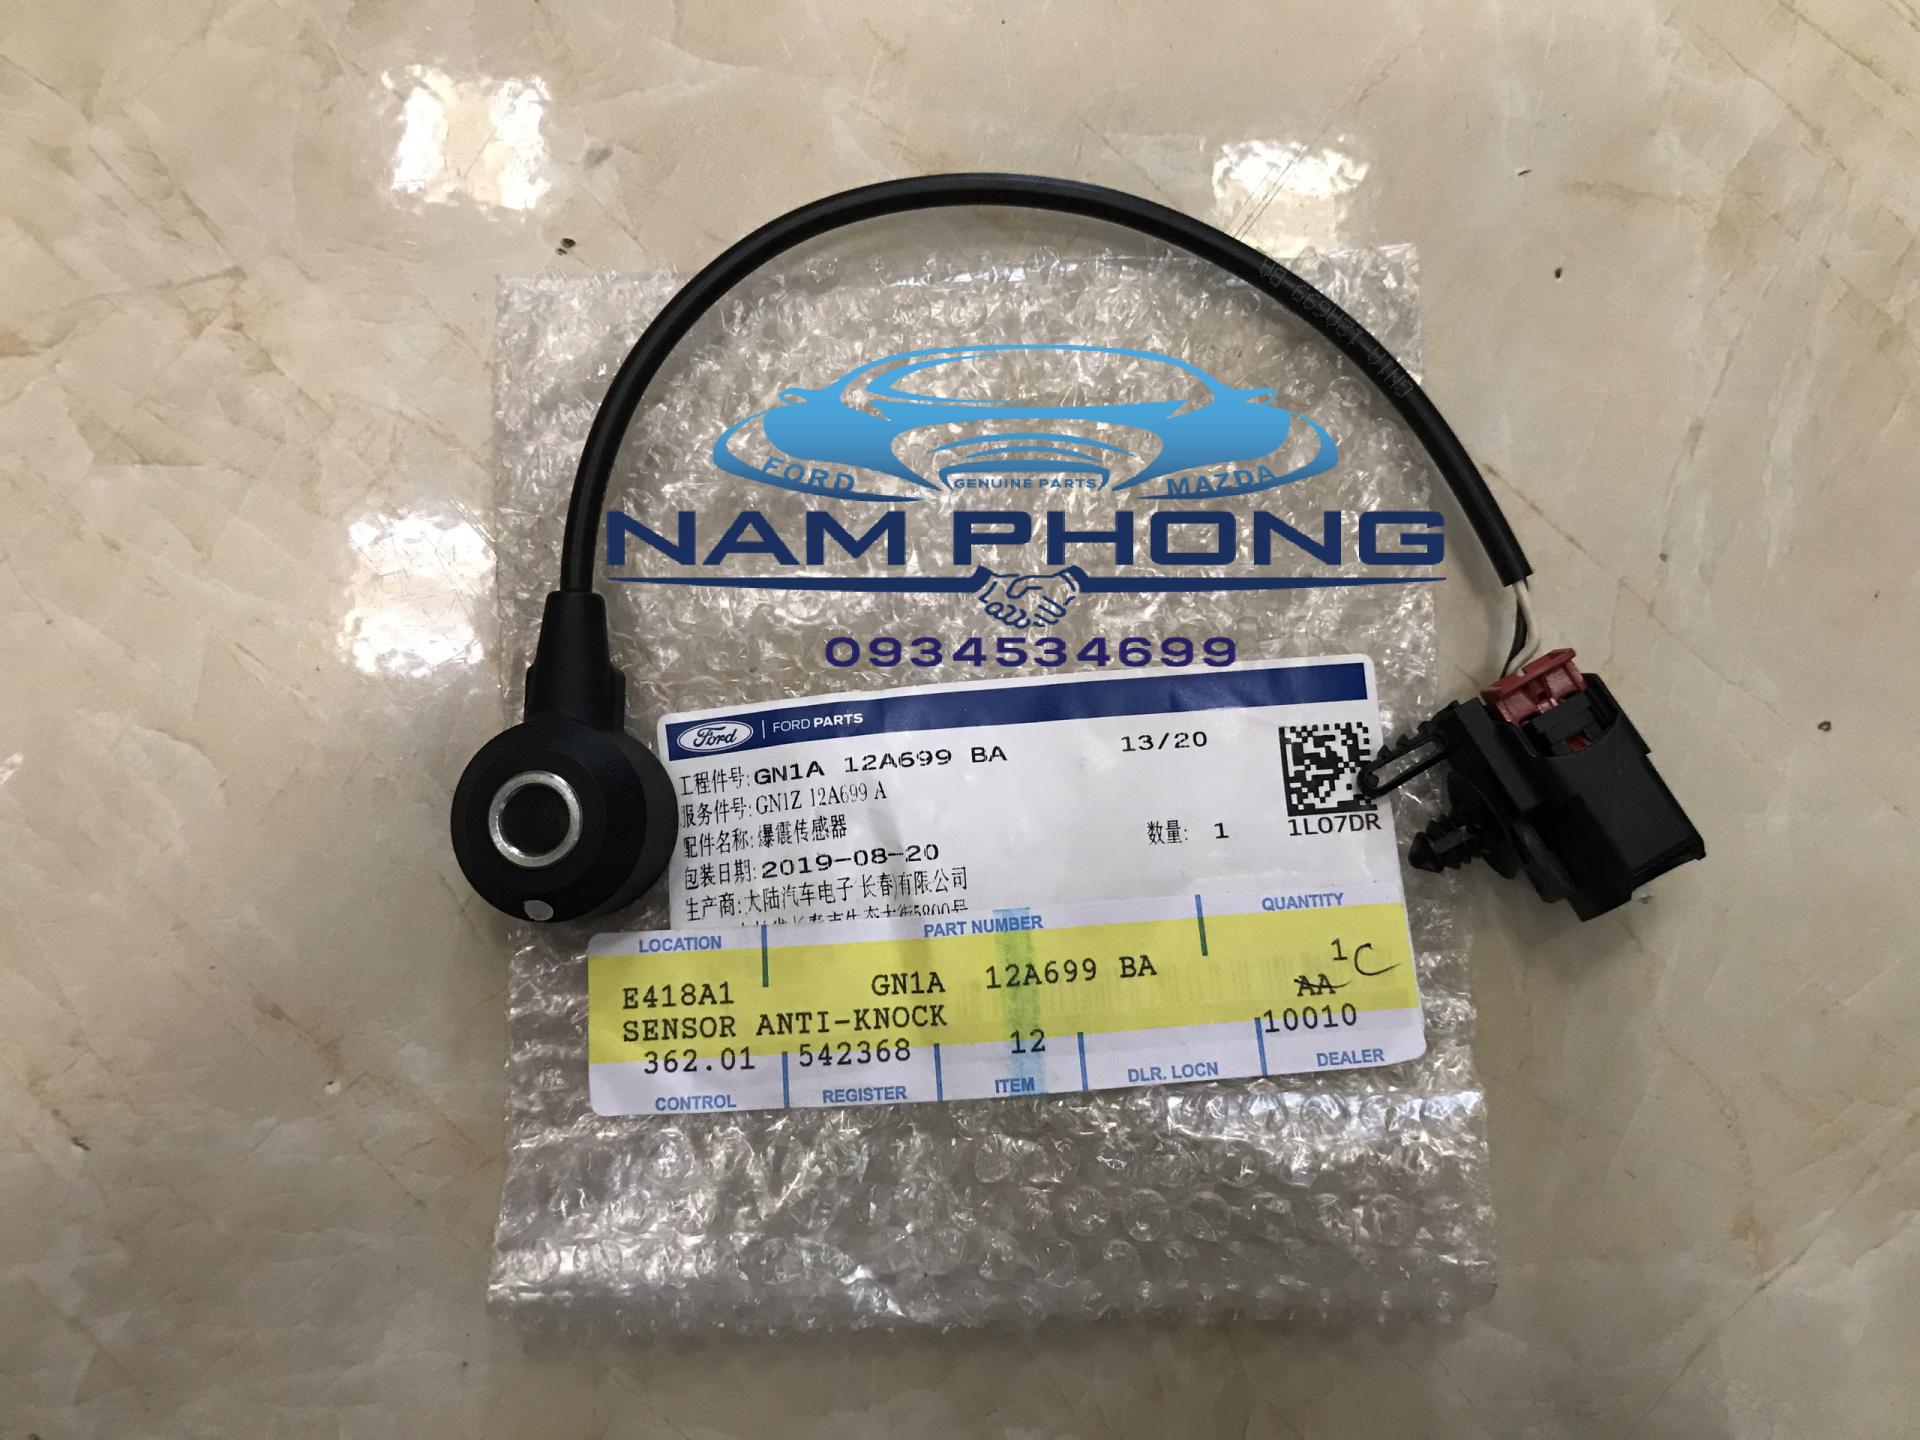 GN1A-12A699-BA
FORD
GENUINE PARTS
MAZDA
NAM PHONG
0934534699
Ford
FORD PARTS
工程件号: GN1A 12A699 BA
13/20
服务件号: GN1Z 12A699 A
配件名称: 爆震传感器
数量: 1
1L07DR
包装日期: 2019-08-20
生产商: 大陆汽车电子(长春)有限公司
LOCATION
PART NUMBER
QUANTITY
E418A1
GN1A 12A699 BA
1 C
SENSOR ANTI-KNOCK
AA
362.01
542368
12
10010
CONTROL
REGISTER
ITEM
DLR. LOCN
DEALER